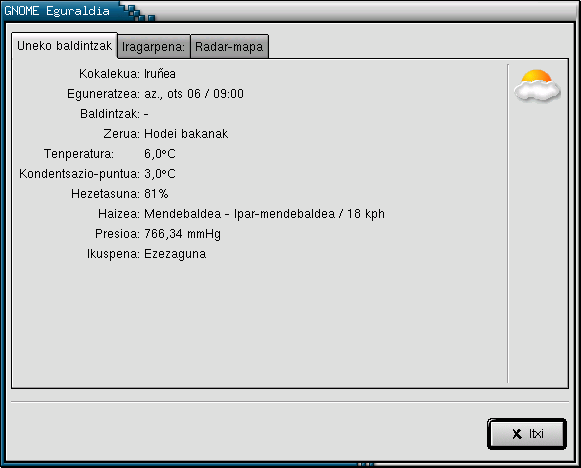 GNOME Eguraldia
Uneko baldintzak Iragarpena: Radar-mapa
Kokalekua: Iruñea
Eguneratzea: az., ots 06 / 09:00
Baldintzak: -
Zerua: Hodei bakanak
Tenperatura: 6,0ºC
Kondentsazio-puntua: 3,0ºC
Hezetasuna: 81%
Haizea: Mendebaldea - Ipar-mendebaldea / 18 kph
Presioa: 766,34 mmHg
Ikuspena: Ezezaguna
Itxi